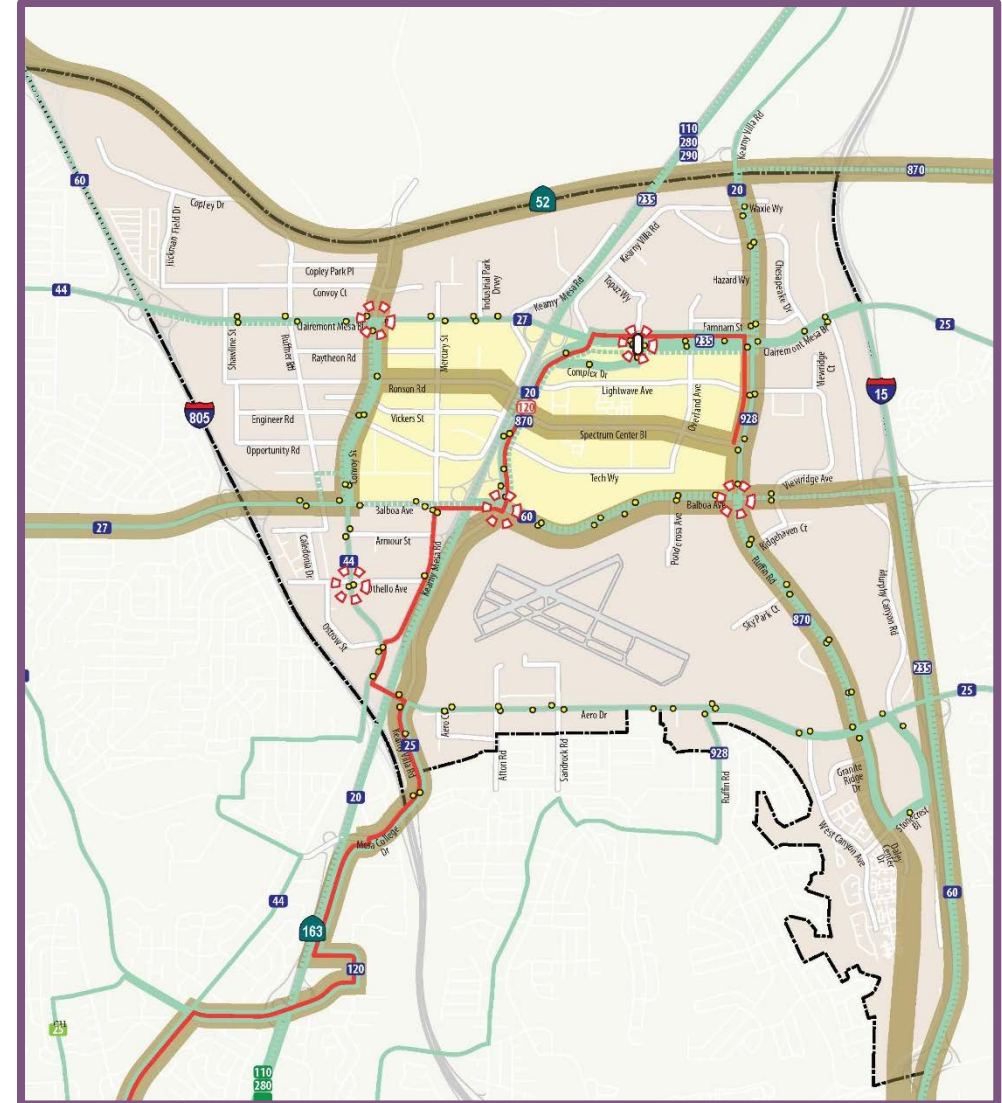 110
280
290
Kearny Villa Rd
60
870
20
52
235
Waxie Wy
Copley Dr
Hickman Field Dr
Kearny Villa Rd
Chesapeake Dr
Copley Park Pl
Industrial Park
Drwy
Kearny Mesa Rd
Topaz Wy
Hazard Wy
44
Convoy Ct
27
Clairemont Mesa Bl
Farnam St
25
Shawline St
Ruffner Rd
Mercury St
235
Clairemont Mesa Bl
Raytheon Rd
Complex Dr
Viewridge
Ct
Ronson Rd
20
Lightwave Ave
15
120
Overland Ave
805
Vickers St
870
928
Engineer Rd
Spectrum Center Bl
Opportunity Rd
Convoy St
Tech Wy
Viewridge Ave
27
Balboa Ave
60
Balboa Ave
Ponderosa Ave
Armour St
Ridgehaven Ct
Caledonia Dr
44
Kearny Mesa Rd
Othello Ave
Ruffin Rd
Murphy Canyon Rd
Ostrow St
Sky Park Ct
870
235
25
Aero Dr
Aero Ct
25
Kearny Villa Rd
Afton Rd
Sandrock Rd
928
Ruffin Rd
Granite
Ridge Dr
20
Stonecrest
Bl
Mesa College
Dr
West Canyon Ave
Daley
Center
Dr
60
44
163
120
110
280